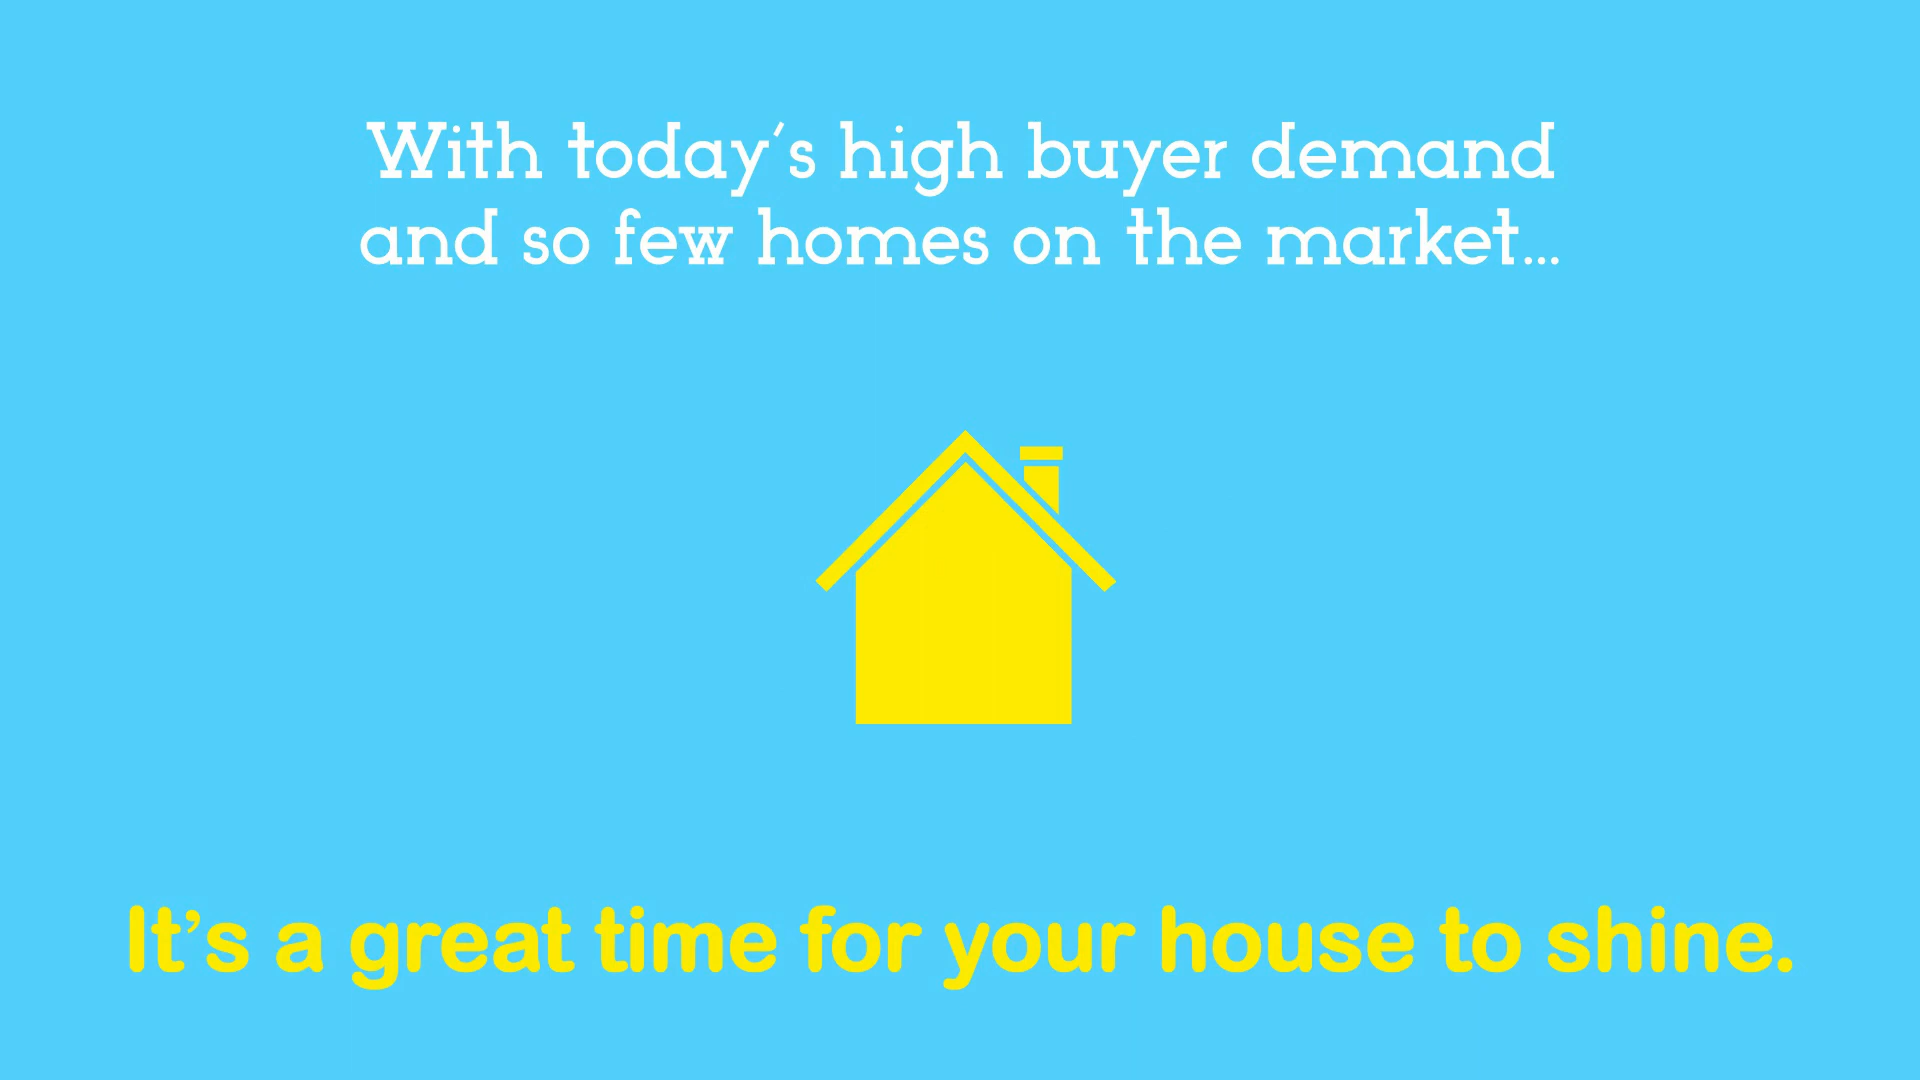 With today's high buyer demand
and so few homes on the market...
It's a great time for your house to shine.